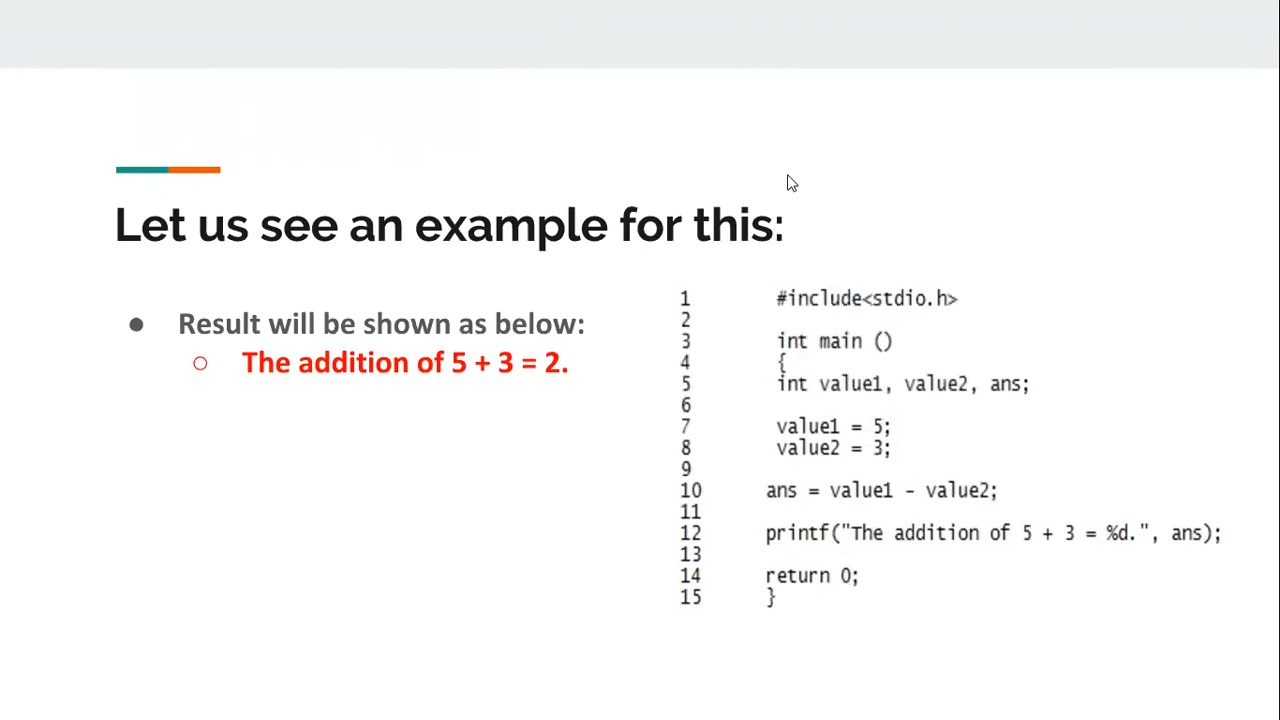 Let us see an example for this:
● Result will be shown as below:
○ The addition of 5 + 3 = 2.
1 #include<stdio.h>
2
3 int main ()
4 {
5 int value1, value2, ans;
6
7 value1 = 5;
8 value2 = 3;
9
10 ans = value1 - value2;
11
12 printf("The addition of 5 + 3 = %d.", ans);
13
14 return 0;
15 }